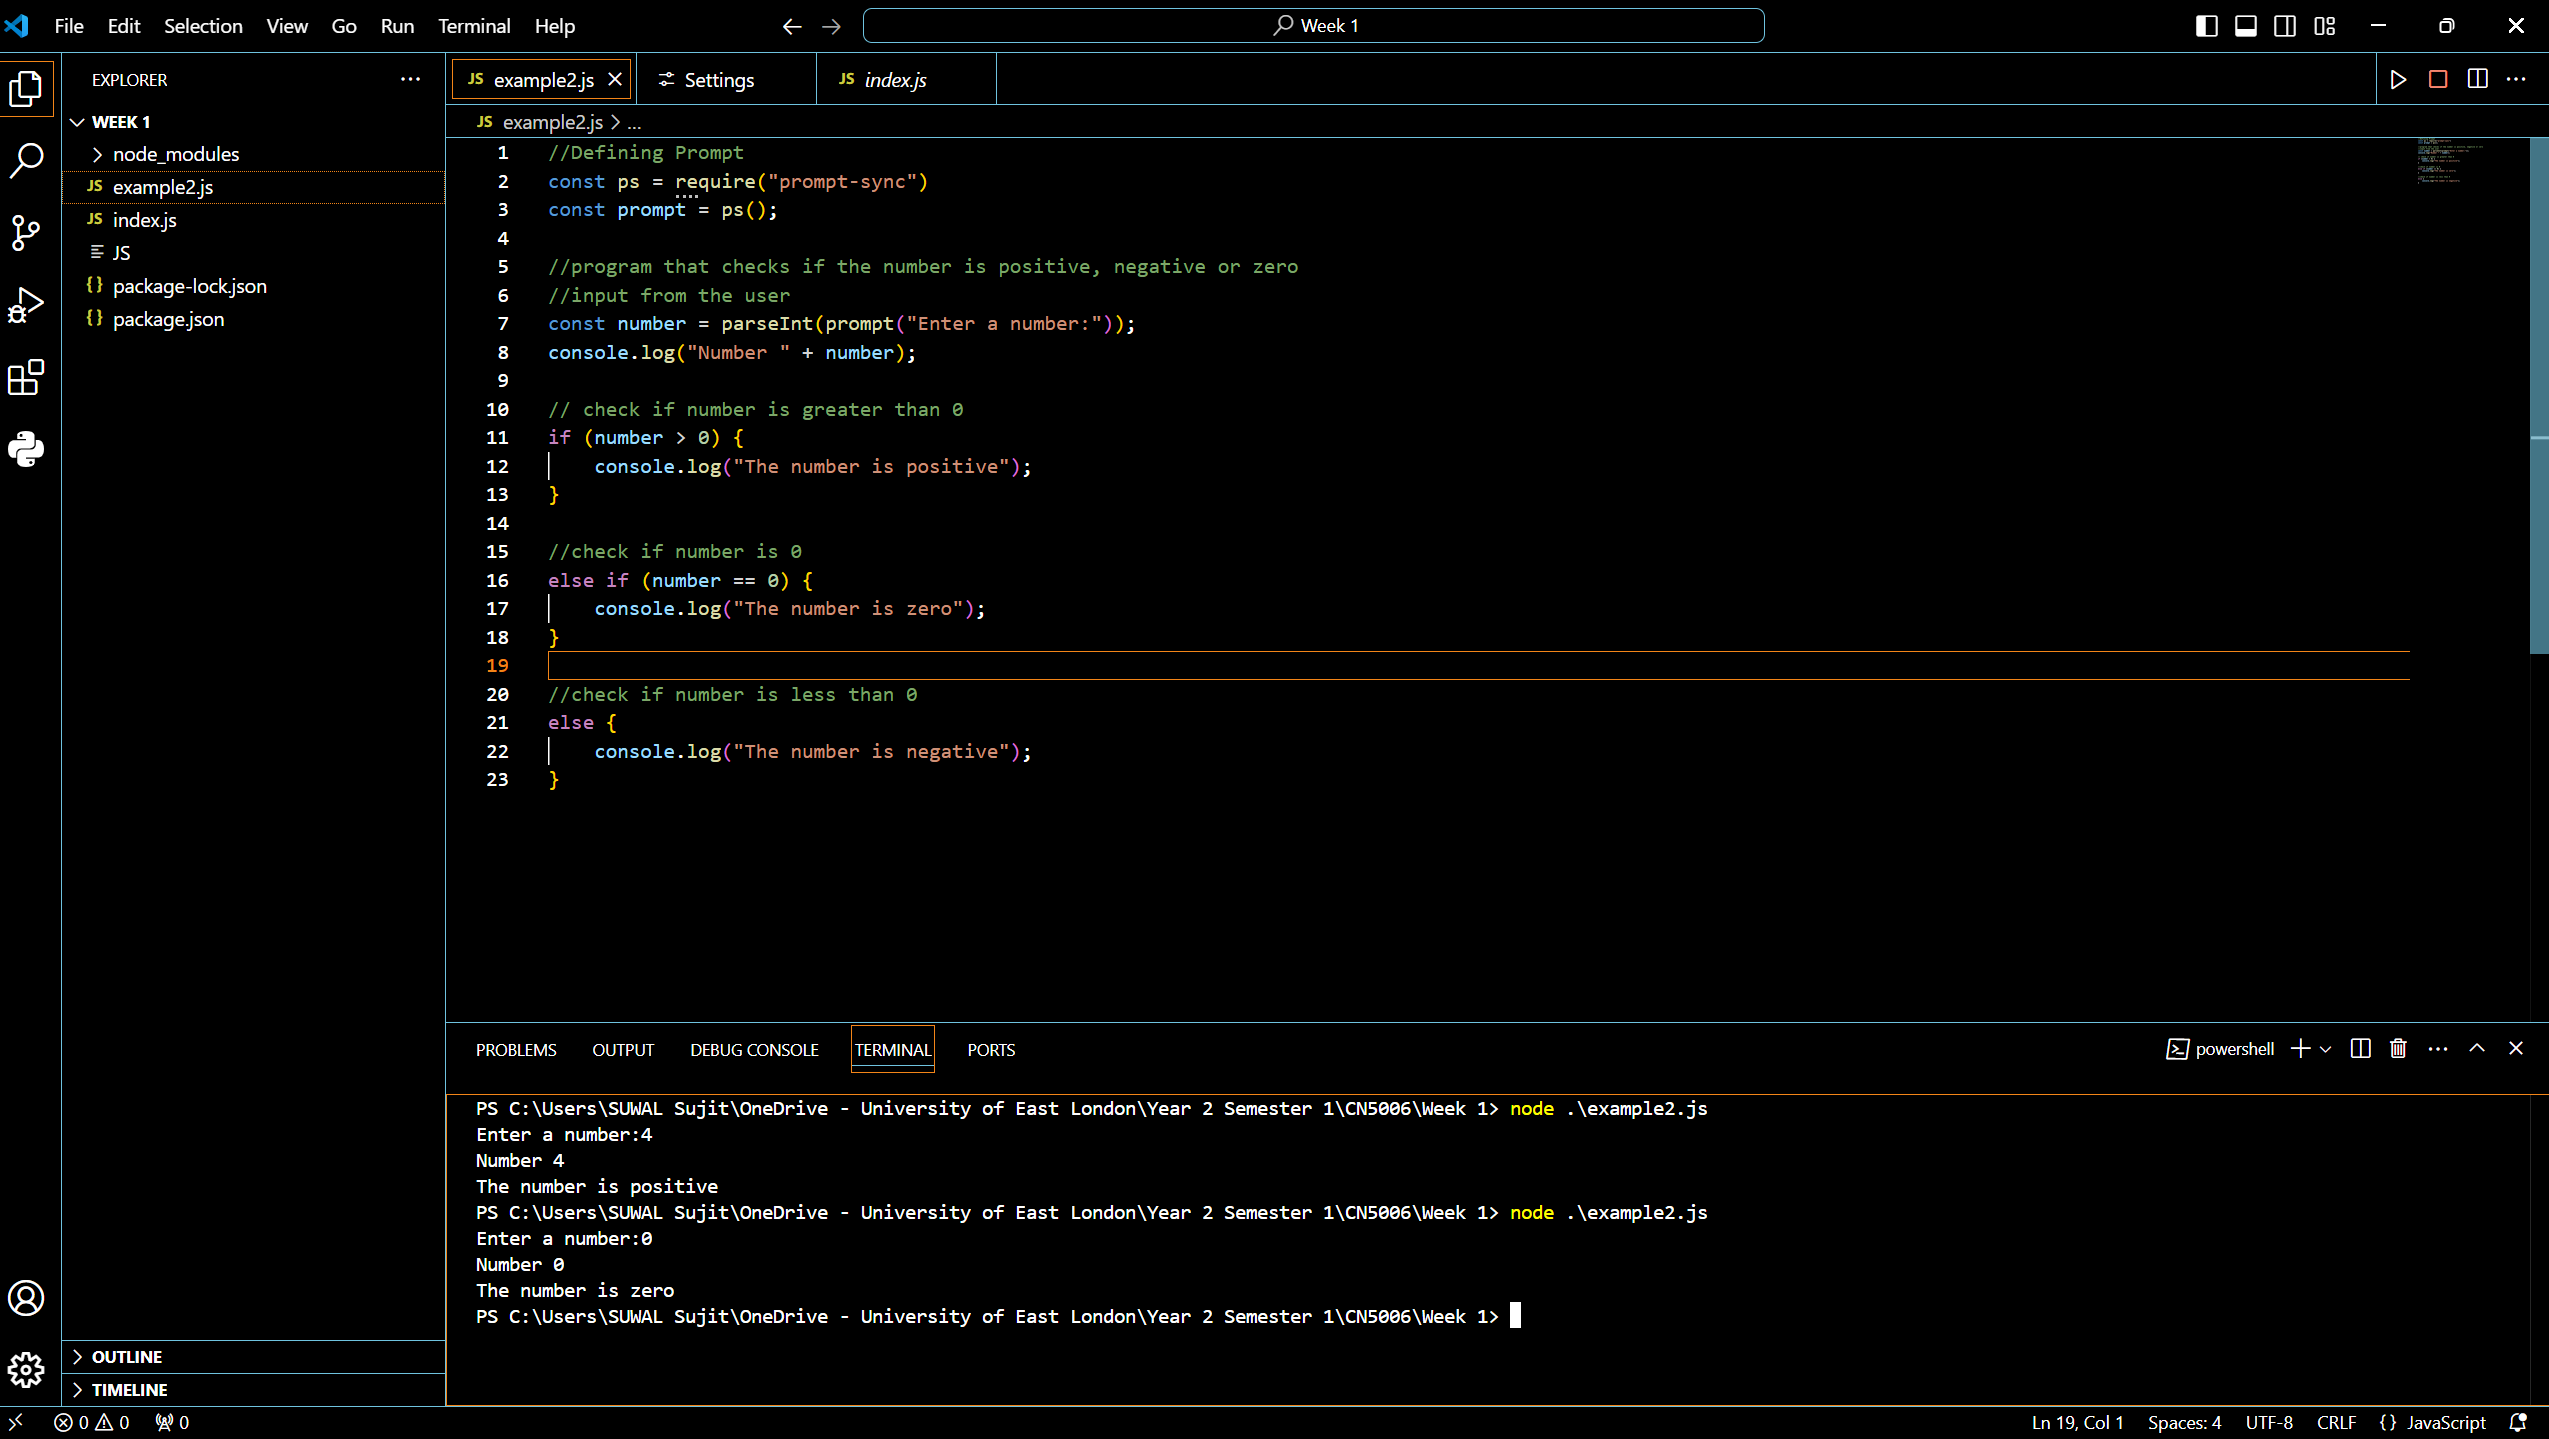 File Edit Selection View Go Run Terminal Help
Week 1
EXPLORER
WEEK 1
node_modules
JS example2.js
JS index.js
JS
{} package-lock.json
{} package.json
OUTLINE
TIMELINE
JS example2.js
Settings
JS index.js
JS example2.js > ...
1 //Defining Prompt
2 const ps = require("prompt-sync")
3 const prompt = ps();
4
5 //program that checks if the number is positive, negative or zero
6 //input from the user
7 const number = parseInt(prompt("Enter a number:"));
8 console.log("Number " + number);
9
10 // check if number is greater than 0
11 if (number > 0) {
12     console.log("The number is positive");
13 }
14
15 //check if number is 0
16 else if (number == 0) {
17     console.log("The number is zero");
18 }
19
20 //check if number is less than 0
21 else {
22     console.log("The number is negative");
23 }
PROBLEMS OUTPUT DEBUG CONSOLE TERMINAL PORTS
powershell
PS C:\Users\SUWAL Sujit\OneDrive - University of East London\Year 2 Semester 1\CN5006\Week 1> node .\example2.js
Enter a number:4
Number 4
The number is positive
PS C:\Users\SUWAL Sujit\OneDrive - University of East London\Year 2 Semester 1\CN5006\Week 1> node .\example2.js
Enter a number:0
Number 0
The number is zero
PS C:\Users\SUWAL Sujit\OneDrive - University of East London\Year 2 Semester 1\CN5006\Week 1>
0 0 0
Ln 19, Col 1 Spaces: 4 UTF-8 CRLF {} JavaScript